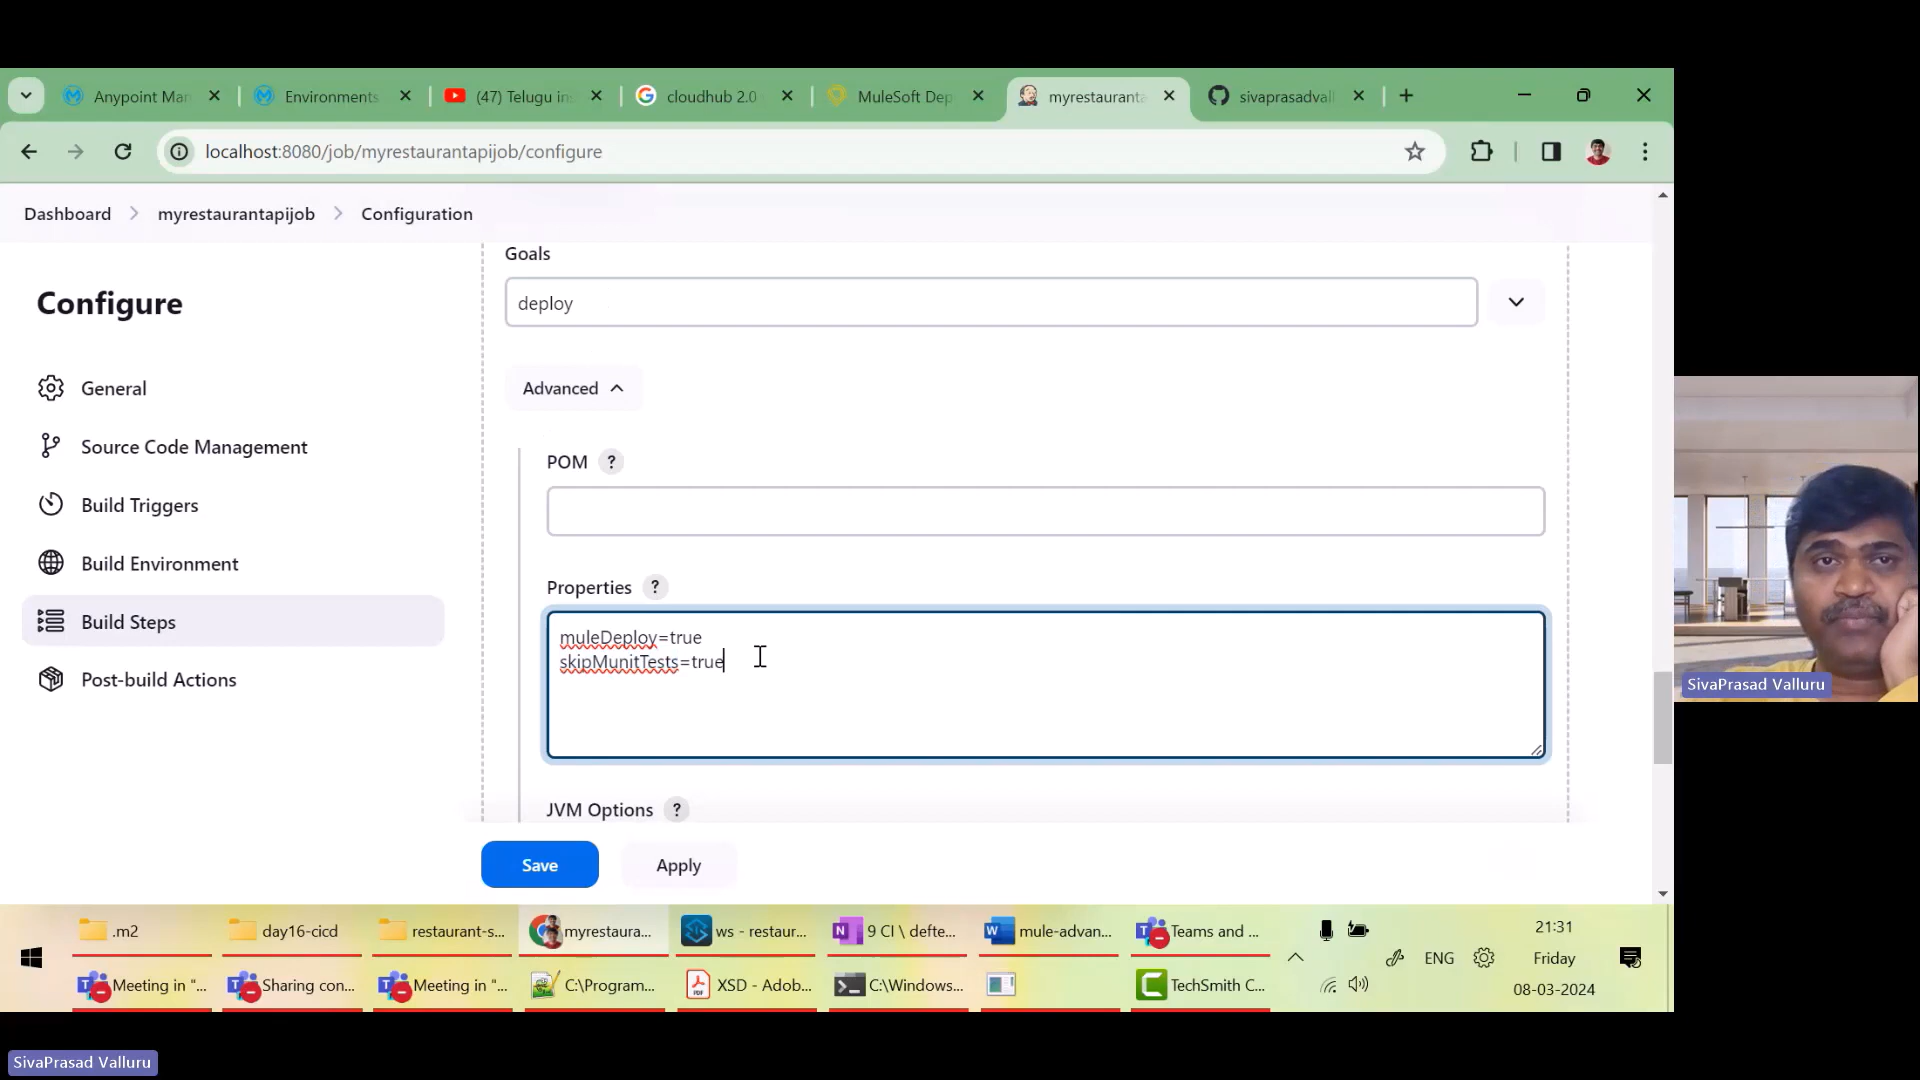 Anypoint Man
Environments
(47) Telugu in
cloudhub 2.0
MuleSoft Dep
myrestauranta
sivaprasadvall
localhost:8080/job/myrestaurantapijob/configure
Dashboard
myrestaurantapijob
Configuration
Configure
General
Source Code Management
Build Triggers
Build Environment
Build Steps
Post-build Actions
Goals
deploy
Advanced
POM ?
Properties ?
muleDeploy=true
skipMunitTests=true
JVM Options ?
Save
Apply
SivaPrasad Valluru
.m2
day16-cicd
restaurant-s...
myrestaura...
ws - restaur...
9 CI \ defte...
mule-advan...
Teams and ...
Meeting in "...
Sharing con...
Meeting in "...
C:\Program...
XSD - Adob...
C:\Windows...
TechSmith C...
ENG
21:31
Friday
08-03-2024
SivaPrasad Valluru